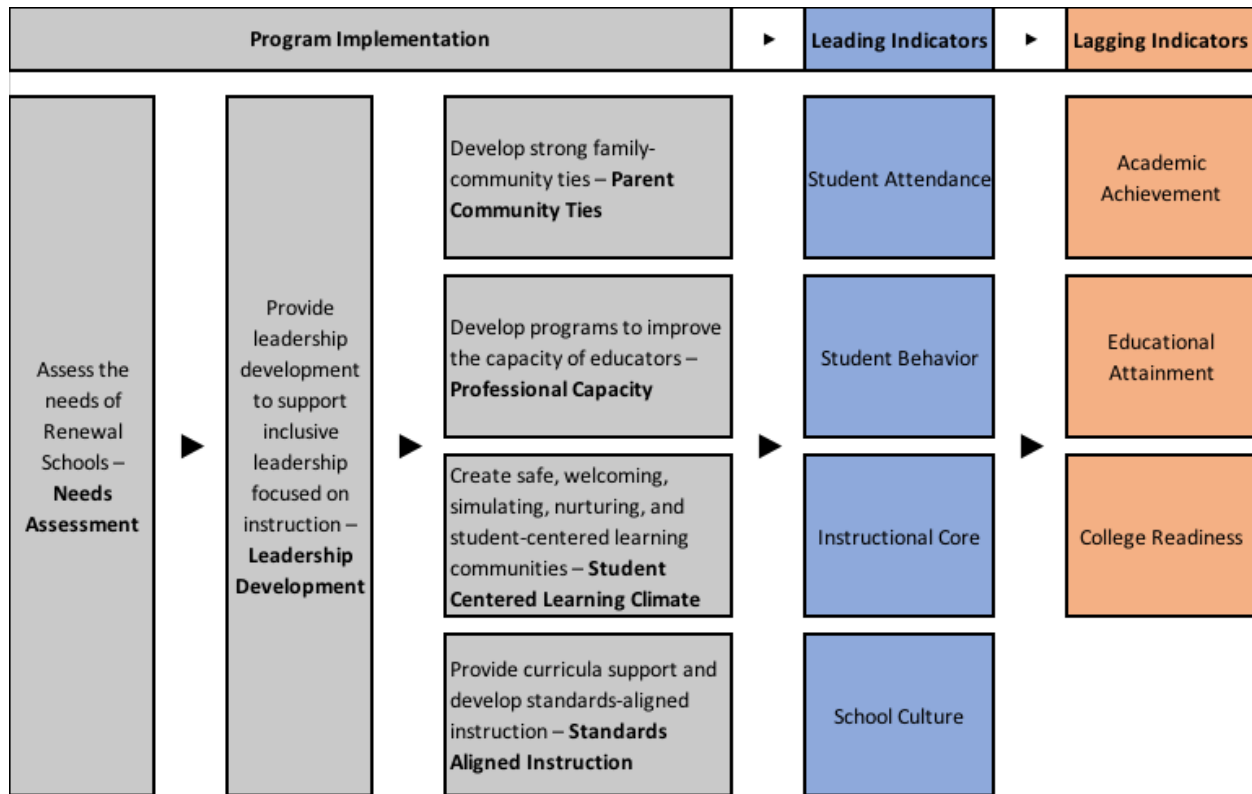 Program Implementation
►
Leading Indicators
►
Lagging Indicators
Assess the
needs of
Renewal
Schools –
Needs
Assessment
►
Provide
leadership
development
to support
inclusive
leadership
focused on
instruction –
Leadership
Development
►
Develop strong family-
community ties – Parent
Community Ties
Develop programs to improve
the capacity of educators –
Professional Capacity
Create safe, welcoming,
simulating, nurturing, and
student-centered learning
communities – Student
Centered Learning Climate
Provide curricula support and
develop standards-aligned
instruction – Standards
Aligned Instruction
►
Student Attendance
Student Behavior
Instructional Core
School Culture
►
Academic
Achievement
Educational
Attainment
College Readiness